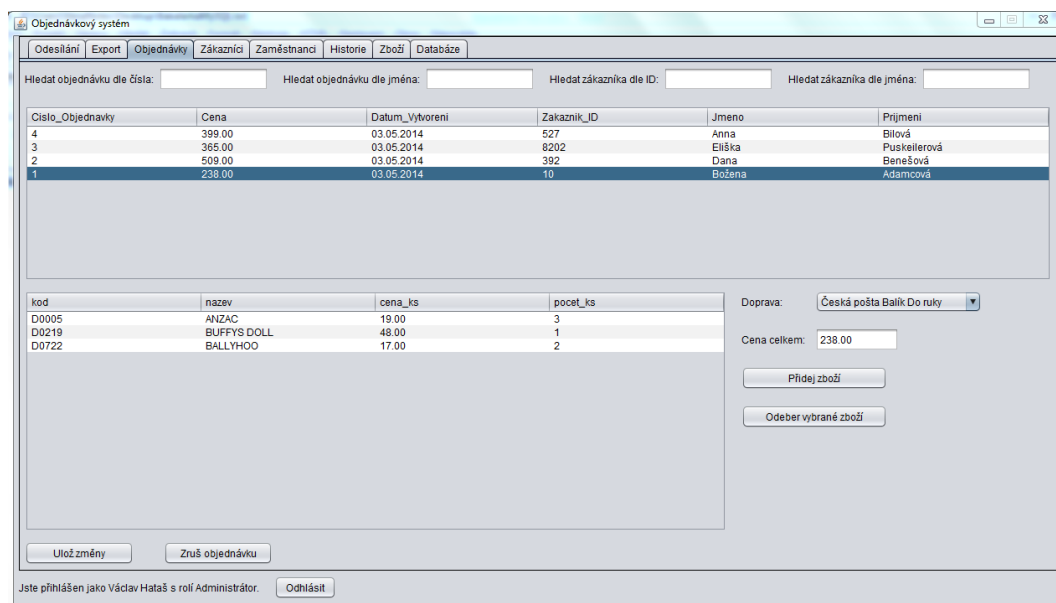 Objednávkový systém
Odesílání Export Objednávky Zákazníci Zaměstnanci Historie Zboží Databáze
Hledat objednávku dle čísla: Hledat objednávku dle jména: Hledat zákazníka dle ID: Hledat zákazníka dle jména:
Cislo_Objednavky Cena Datum_Vytvoreni Zakaznik_ID Jmeno Prijmeni
4 399.00 03.05.2014 527 Anna Bilová
3 365.00 03.05.2014 8202 Eliška Puskeilerová
2 509.00 03.05.2014 392 Dana Benešová
1 238.00 03.05.2014 10 Božena Adamcová
kod nazev cena_ks pocet_ks Doprava: Česká pošta Balík Do ruky
D0005 ANZAC 19.00 3
D0219 BUFFYS DOLL 48.00 1
D0722 BALLYHOO 17.00 2
Cena celkem: 238.00
Přidej zboží
Odeber vybrané zboží
Ulož změny Zruš objednávku
Jste přihlášen jako Václav Hataš s rolí Administrátor. Odhlásit